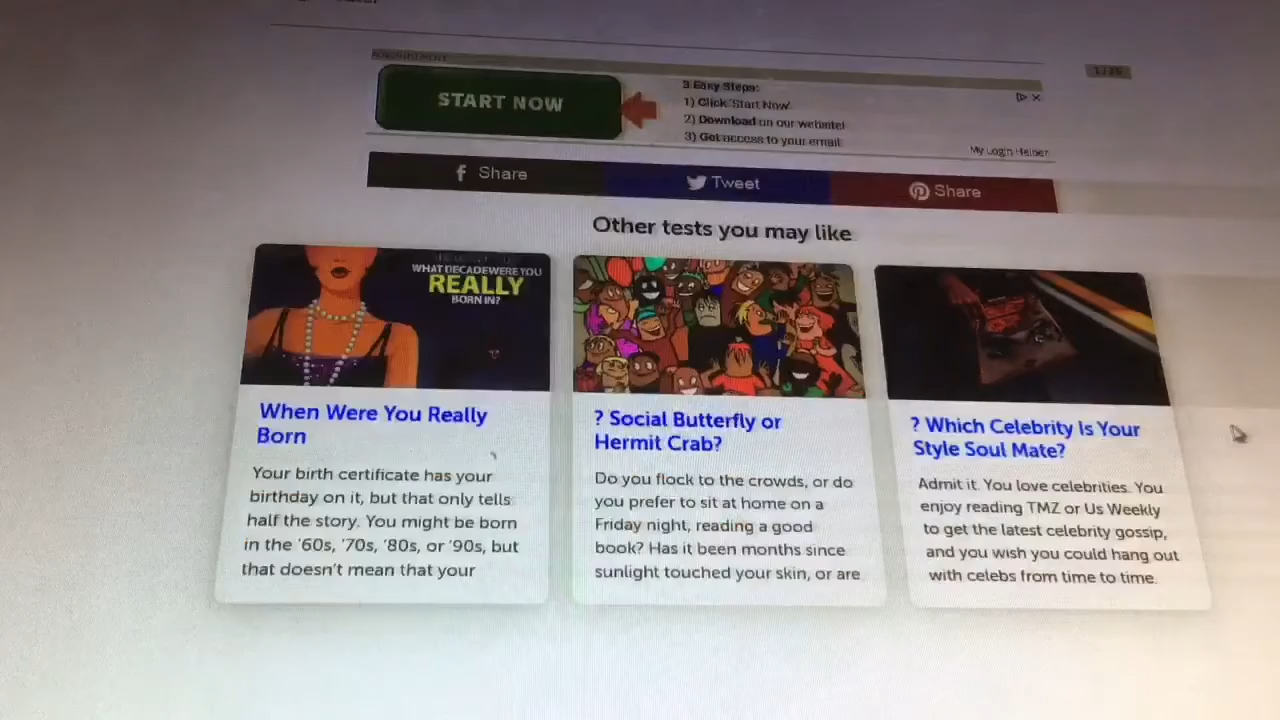 ADVERTISEMENT
1/25
START NOW
3 Easy Steps:
1) Click 'Start Now'
2) Download on our website!
3) Get access to your email
My Login Helper
Share
Tweet
Share
Other tests you may like
WHAT DECADE WERE YOU
REALLY
BORN IN?
When Were You Really
Born
Your birth certificate has your
birthday on it, but that only tells
half the story. You might be born
in the '60s, '70s, '80s, or '90s, but
that doesn't mean that your
? Social Butterfly or
Hermit Crab?
Do you flock to the crowds, or do
you prefer to sit at home on a
Friday night, reading a good
book? Has it been months since
sunlight touched your skin, or are
? Which Celebrity Is Your
Style Soul Mate?
Admit it. You love celebrities. You
enjoy reading TMZ or Us Weekly
to get the latest celebrity gossip,
and you wish you could hang out
with celebs from time to time.